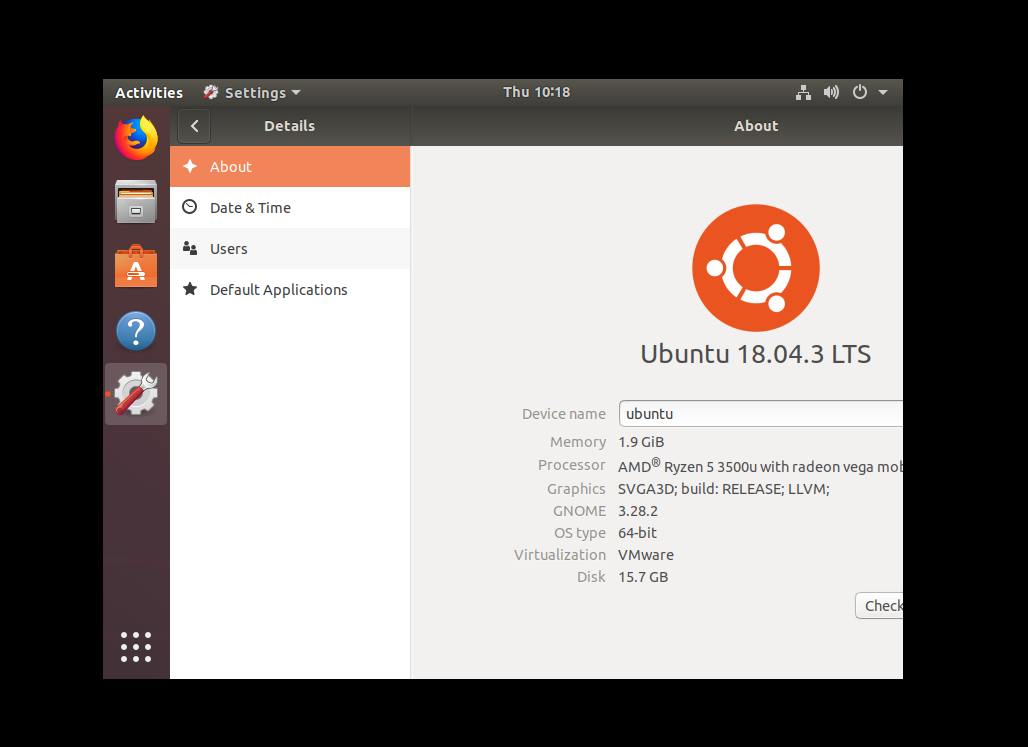 Activities Settings Thu 10:18
Details About
About
Date & Time
Users
Default Applications
Ubuntu 18.04.3 LTS
Device name ubuntu
Memory 1.9 GiB
Processor AMD® Ryzen 5 3500u with radeon vega mob
Graphics SVGA3D; build: RELEASE; LLVM;
GNOME 3.28.2
OS type 64-bit
Virtualization VMware
Disk 15.7 GB
Check